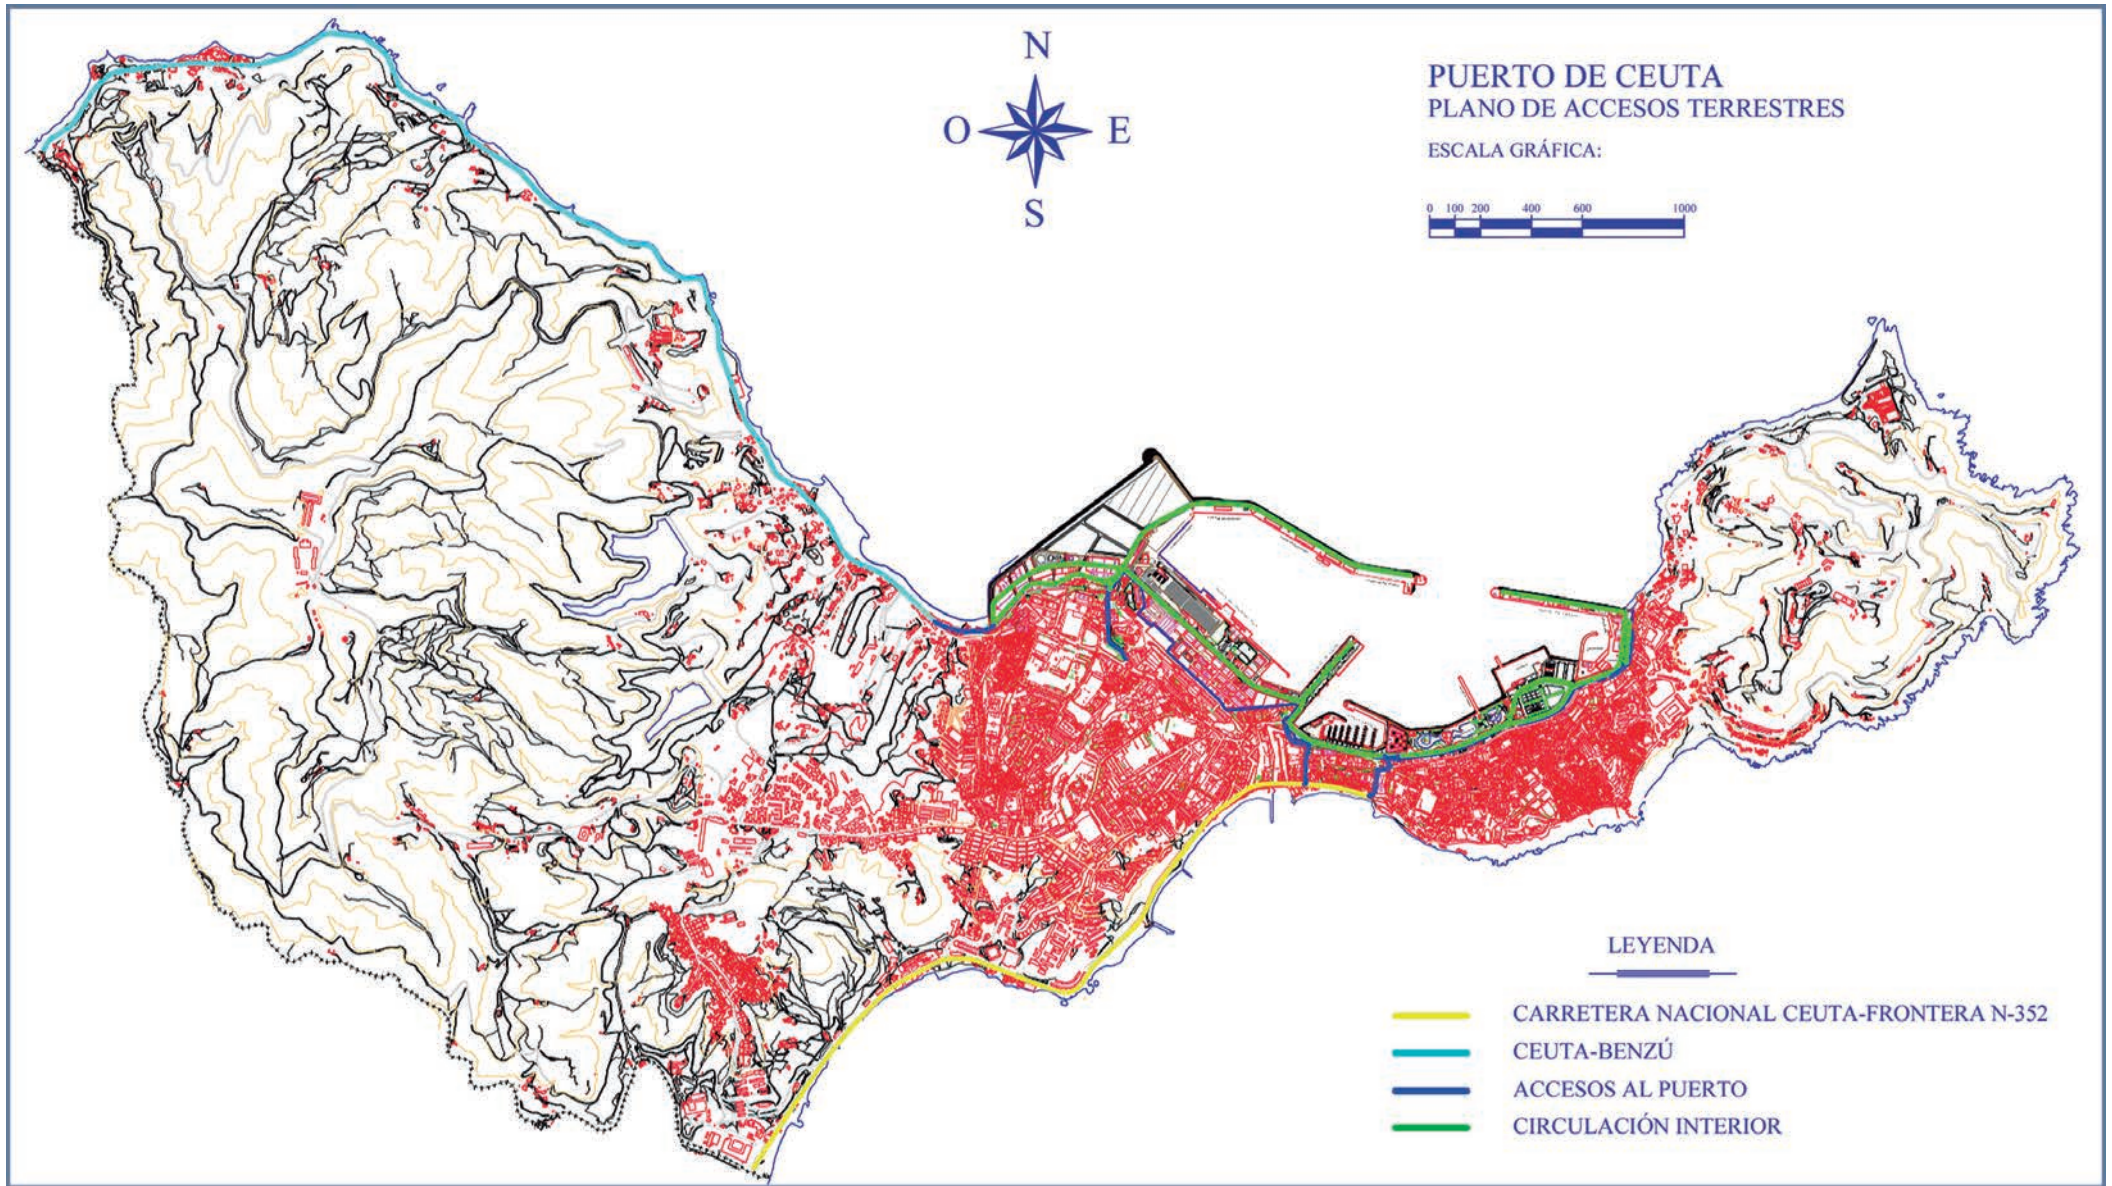 N
O
E
S
PUERTO DE CEUTA
PLANO DE ACCESOS TERRESTRES
ESCALA GRÁFICA:
0 100 200 400 600 1000
LEYENDA
CARRETERA NACIONAL CEUTA-FRONTERA N-352
CEUTA-BENZÚ
ACCESOS AL PUERTO
CIRCULACIÓN INTERIOR